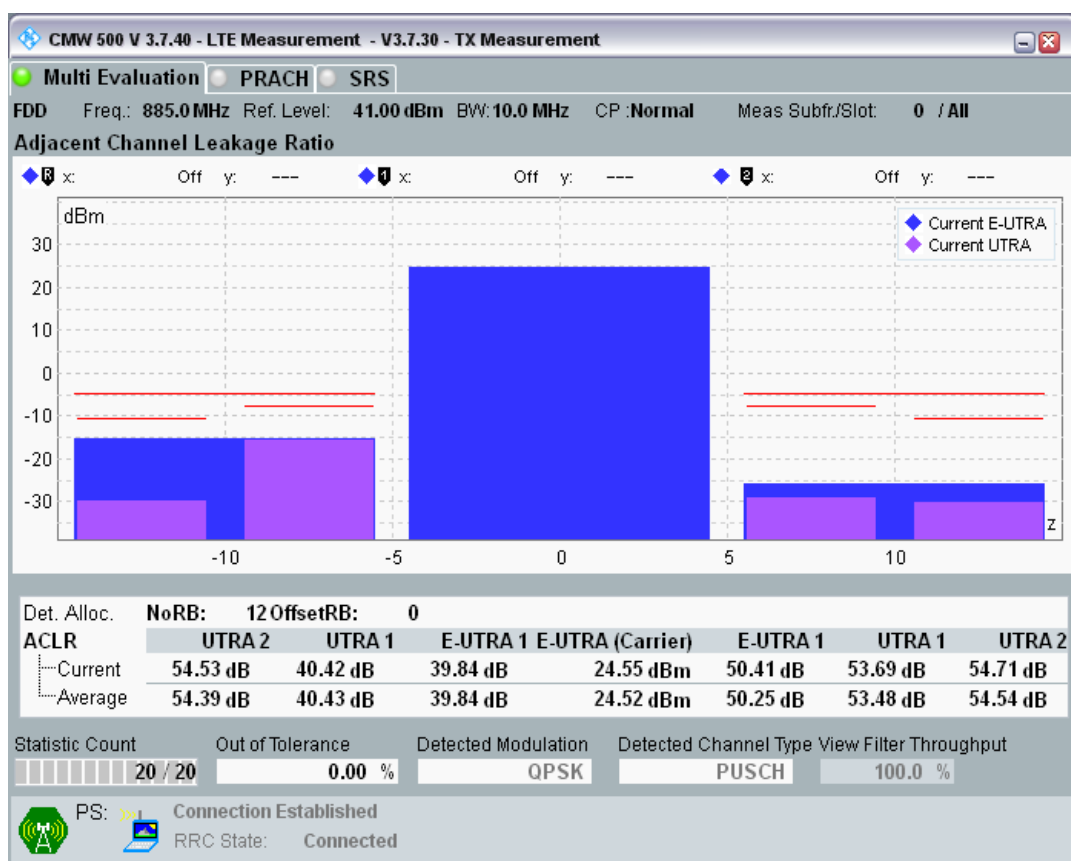 CMW 500 V 3.7.40 - LTE Measurement - V3.7.30 - TX Measurement
Multi Evaluation PRACH SRS
FDD Freq.: 885.0 MHz Ref. Level: 41.00 dBm BW: 10.0 MHz CP :Normal Meas Subfr./Slot: 0 / All
Adjacent Channel Leakage Ratio
R x: Off y: --- 1 x: Off y: --- 2 x: Off y: ---
dBm
Current E-UTRA
Current UTRA
30
20
10
0
-10
-20
-30
z
-10 -5 0 5 10
Det. Alloc. NoRB: 12 OffsetRB: 0
ACLR UTRA 2 UTRA 1 E-UTRA 1 E-UTRA (Carrier) E-UTRA 1 UTRA 1 UTRA 2
Current 54.53 dB 40.42 dB 39.84 dB 24.55 dBm 50.41 dB 53.69 dB 54.71 dB
Average 54.39 dB 40.43 dB 39.84 dB 24.52 dBm 50.25 dB 53.48 dB 54.54 dB
Statistic Count Out of Tolerance Detected Modulation Detected Channel Type View Filter Throughput
20 / 20 0.00 % QPSK PUSCH 100.0 %
PS: Connection Established
RRC State: Connected